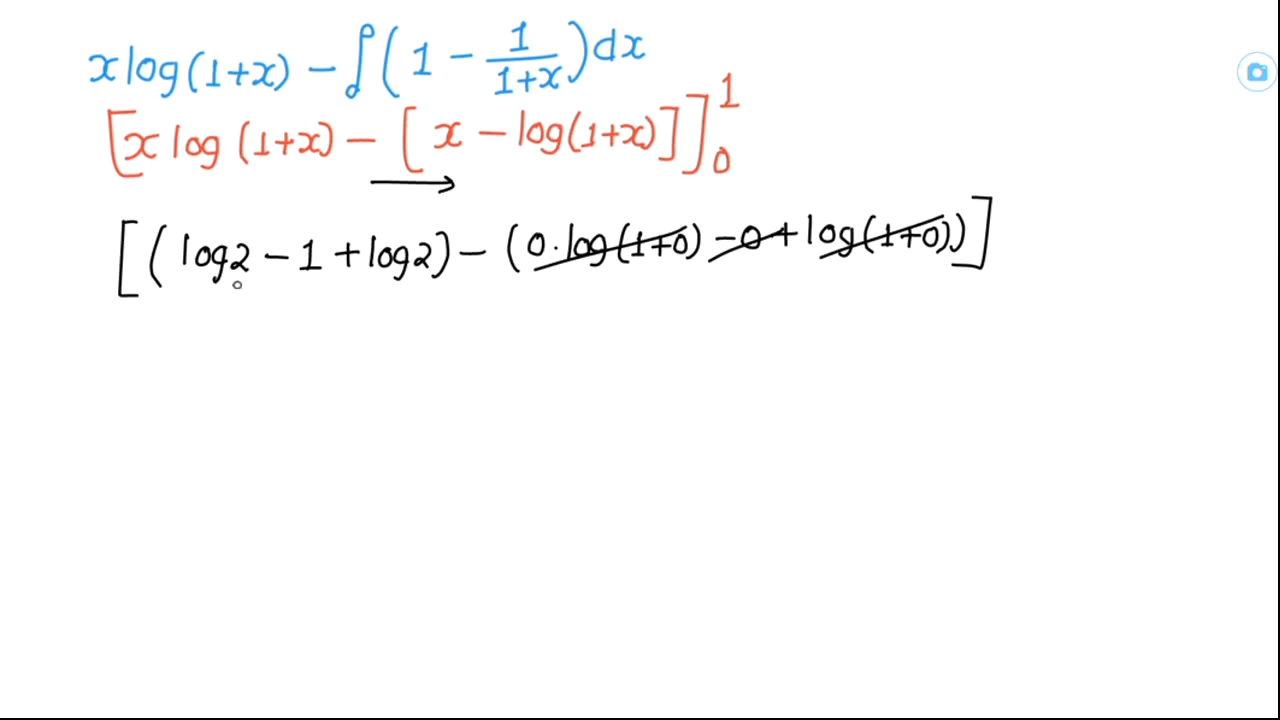 x log(1+x) - ∫(1 - 1/(1+x))dx
[x log (1+x) - [x - log(1+x)]]₀¹
[(log2 - 1 + log2) - (0.log(1+0) - 0 + log(1+0))]